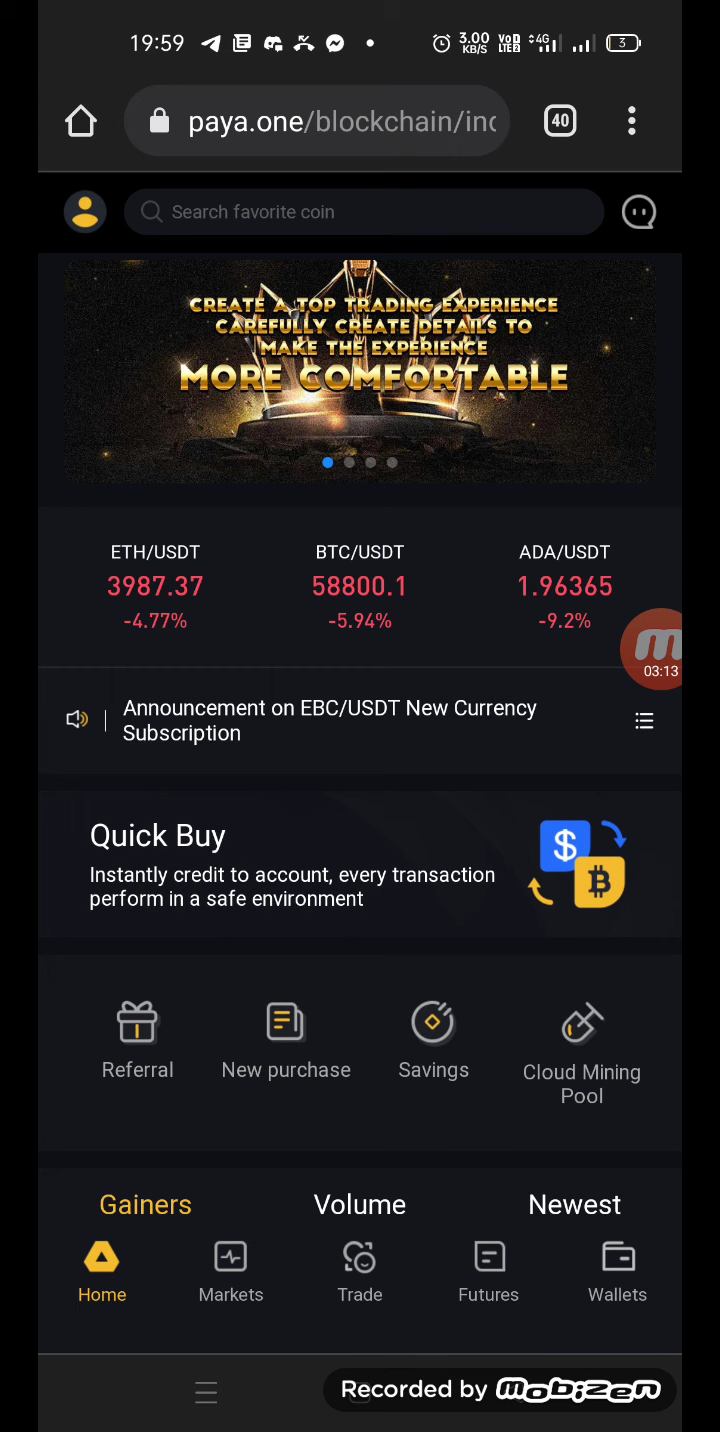 19:59
3.00
KB/S
VoD
LTE2
4G
3
paya.one/blockchain/inc
40
Search favorite coin
CREATE A TOP TRADING EXPERIENCE
CAREFULLY CREATE DETAILS TO
MAKE THE EXPERIENCE
MORE COMFORTABLE
ETH/USDT
BTC/USDT
ADA/USDT
3987.37
58800.1
1.96365
-4.77%
-5.94%
-9.2%
m
03:13
Announcement on EBC/USDT New Currency
Subscription
Quick Buy
Instantly credit to account, every transaction
perform in a safe environment
$
B
Referral
New purchase
Savings
Cloud Mining
Pool
Gainers
Volume
Newest
Home
Markets
Trade
Futures
Wallets
Recorded by mobizen